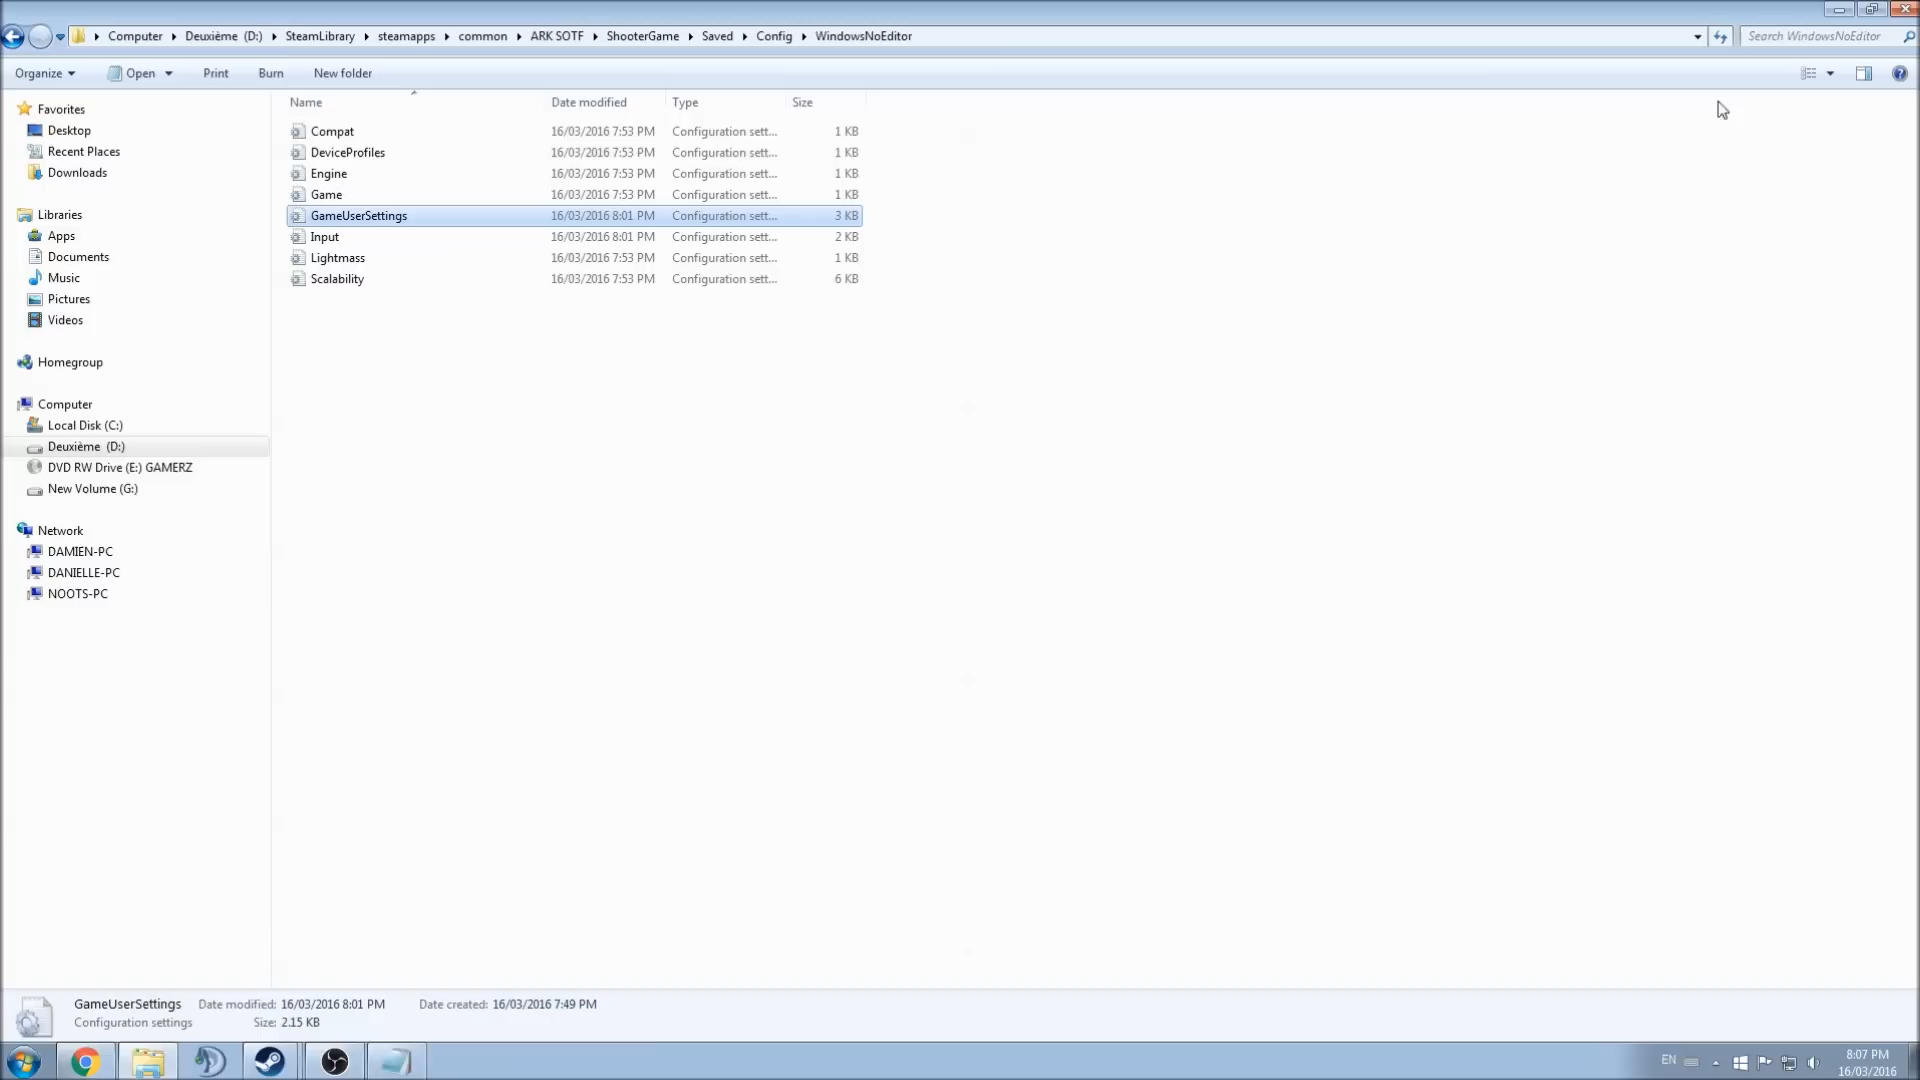 Computer Deuxième (D:) SteamLibrary steamapps common ARK SOTF ShooterGame Saved Config WindowsNoEditor Search WindowsNoEditor
Organize Open Print Burn New folder
Name Date modified Type Size
Compat 16/03/2016 7:53 PM Configuration sett... 1 KB
DeviceProfiles 16/03/2016 7:53 PM Configuration sett... 1 KB
Engine 16/03/2016 7:53 PM Configuration sett... 1 KB
Game 16/03/2016 7:53 PM Configuration sett... 1 KB
GameUserSettings 16/03/2016 8:01 PM Configuration sett... 3 KB
Input 16/03/2016 8:01 PM Configuration sett... 2 KB
Lightmass 16/03/2016 7:53 PM Configuration sett... 1 KB
Scalability 16/03/2016 7:53 PM Configuration sett... 6 KB
Favorites
Desktop
Recent Places
Downloads
Libraries
Apps
Documents
Music
Pictures
Videos
Homegroup
Computer
Local Disk (C:)
Deuxième (D:)
DVD RW Drive (E:) GAMERZ
New Volume (G:)
Network
DAMIEN-PC
DANIELLE-PC
NOOTS-PC
GameUserSettings Date modified: 16/03/2016 8:01 PM Date created: 16/03/2016 7:49 PM
Configuration settings Size: 2.15 KB
EN 8:07 PM
16/03/2016